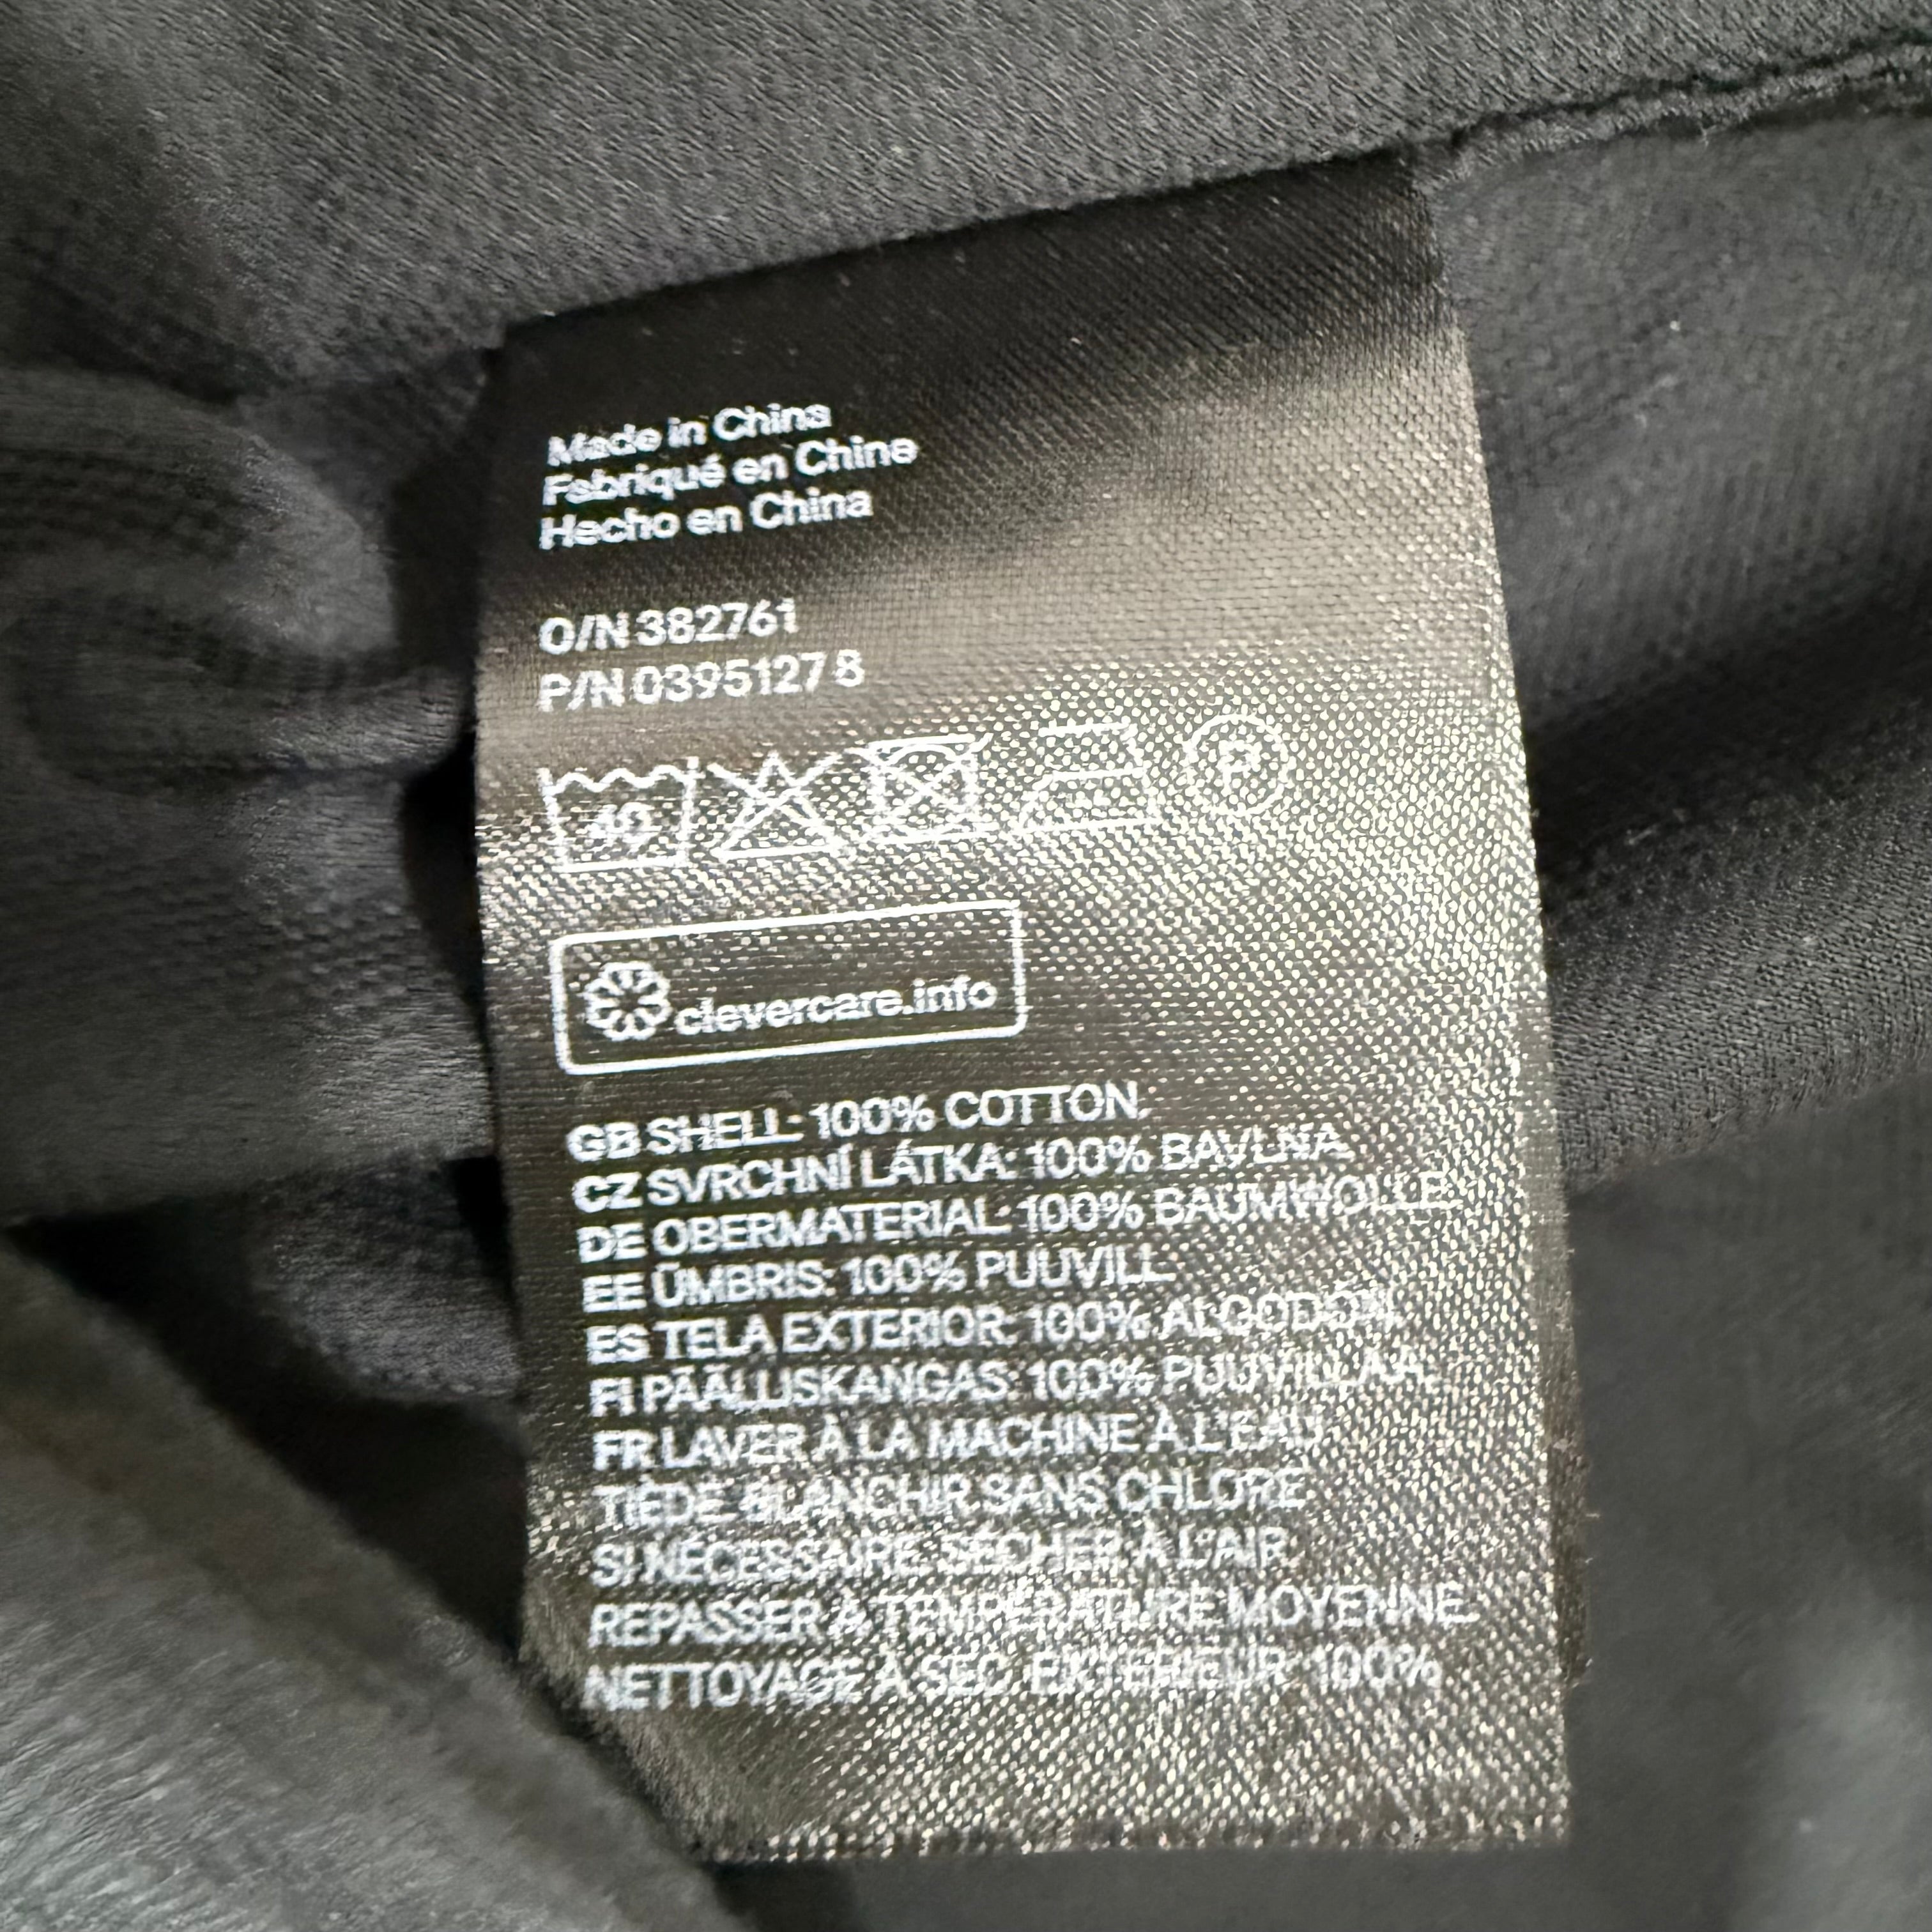 Made in China
Fabriqué en Chine
Hecho en China
O/N 382761
P/N 03951278
40 P
clevercare.info
GB SHELL: 100% COTTON.
CZ SVRCHNÍ LÁTKA: 100% BAVLNA.
DE OBERMATERIAL: 100% BAUMWOLLE.
EE ÜMBRIS: 100% PUUVILL.
ES TELA EXTERIOR: 100% ALGODÓN.
FI PÄÄLLISKANGAS: 100% PUUVILLAA.
FR LAVER À LA MACHINE À L'EAU
TIÈDE. BLANCHIR SANS CHLORE
SI NÉCESSAIRE. SÉCHER À L'AIR.
REPASSER À TEMPÉRATURE MOYENNE.
NETTOYAGE À SEC. EXTÉRIEUR: 100%